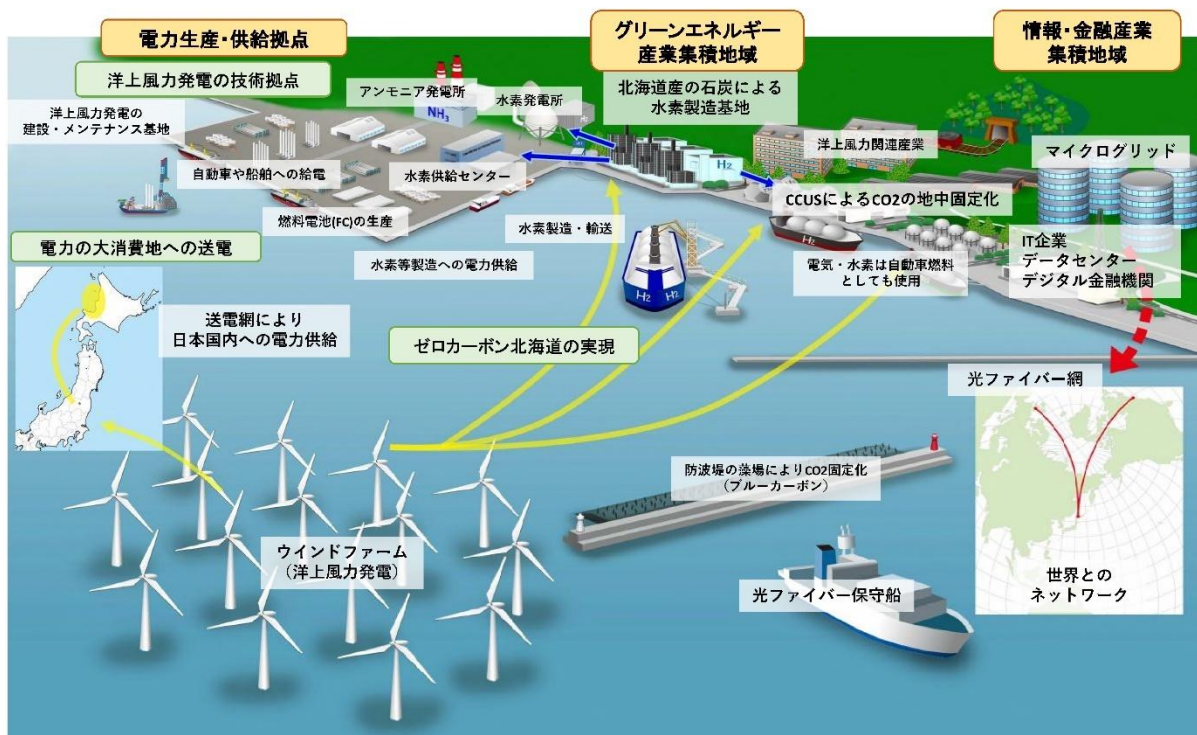 電力生産・供給拠点
グリーンエネルギー
産業集積地域
情報・金融産業
集積地域
洋上風力発電の技術拠点
アンモニア発電所
水素発電所
北海道産の石炭による
水素製造基地
洋上風力発電の
建設・メンテナンス基地
NH3
H2
洋上風力関連産業
マイクログリッド
自動車や船舶への給電
水素供給センター
CCUSによるCO2の地中固定化
燃料電池(FC)の生産
水素製造・輸送
H2
IT企業
データセンター
デジタル金融機関
電力の大消費地への送電
水素等製造への電力供給
電気・水素は自動車燃料
としても使用
H2
H2
送電網により
日本国内への電力供給
ゼロカーボン北海道の実現
光ファイバー網
防波堤の藻場によりCO2固定化
（ブルーカーボン）
ウインドファーム
（洋上風力発電）
光ファイバー保守船
世界との
ネットワーク